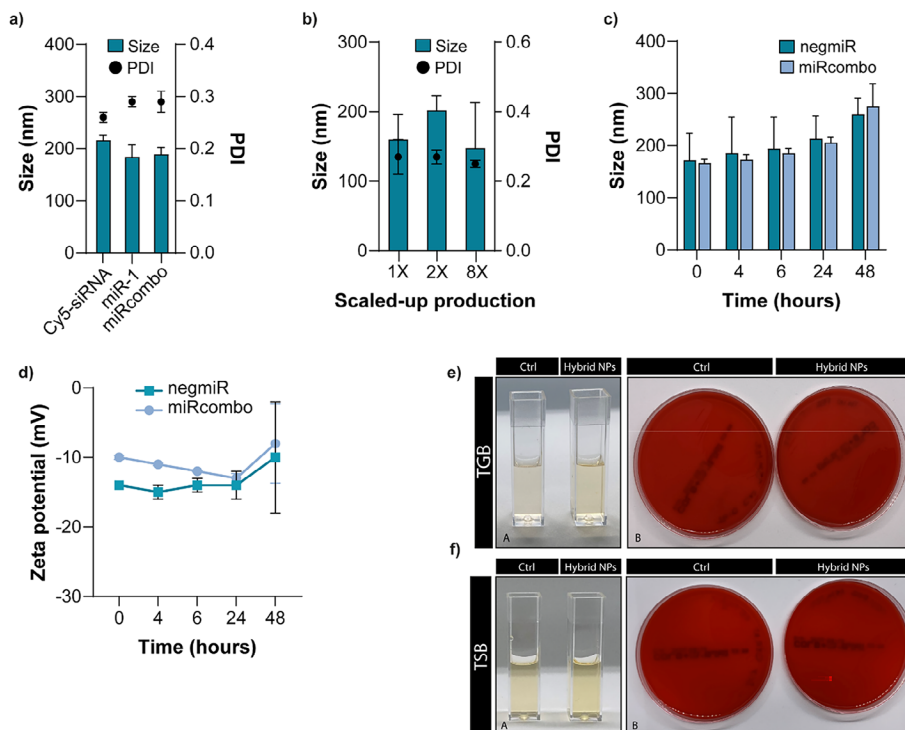 a)
Size
PDI
Size (nm)
400
300
200
100
0
PDI
0.4
0.3
0.2
0.1
0.0
Cy5-siRNA
miR-1
miRcombo
b)
Size
PDI
Size (nm)
300
200
100
0
PDI
0.6
0.4
0.2
0.0
1X 2X 8X
Scaled-up production
c)
negmiR
miRcombo
Size (nm)
400
300
200
100
0
0 4 6 24 48
Time (hours)
d)
negmiR
miRcombo
Zeta potential (mV)
0
-10
-20
-30
0 4 6 24 48
Time (hours)
e)
Ctrl Hybrid NPs Ctrl Hybrid NPs
TGB
A B
f)
Ctrl Hybrid NPs Ctrl Hybrid NPs
TSB
A B